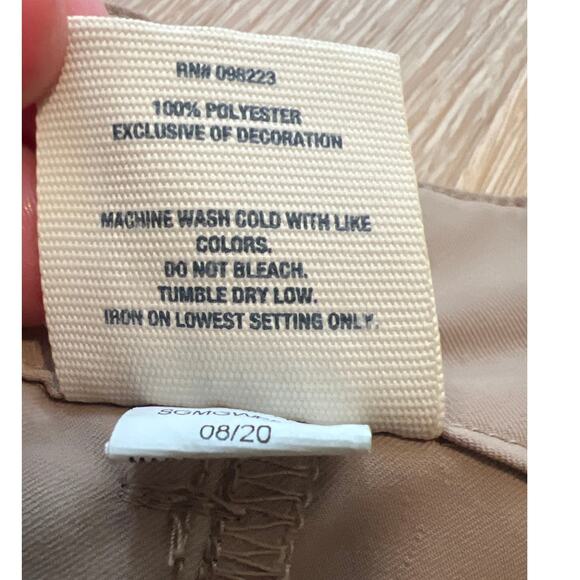 RN# 098223
100% POLYESTER
EXCLUSIVE OF DECORATION
MACHINE WASH COLD WITH LIKE
COLORS.
DO NOT BLEACH.
TUMBLE DRY LOW.
IRON ON LOWEST SETTING ONLY.
08/20